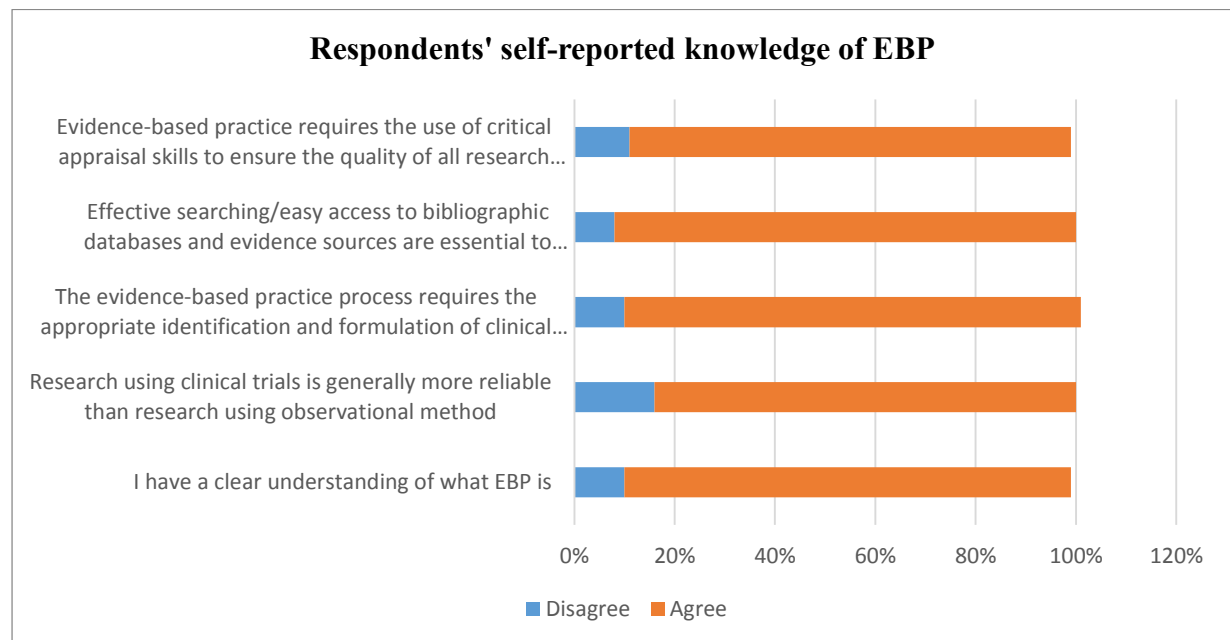 Respondents' self-reported knowledge of EBP
Evidence-based practice requires the use of critical
appraisal skills to ensure the quality of all research...
Effective searching/easy access to bibliographic
databases and evidence sources are essential to...
The evidence-based practice process requires the
appropriate identification and formulation of clinical...
Research using clinical trials is generally more reliable
than research using observational method
I have a clear understanding of what EBP is
0% 20% 40% 60% 80% 100% 120%
Disagree Agree